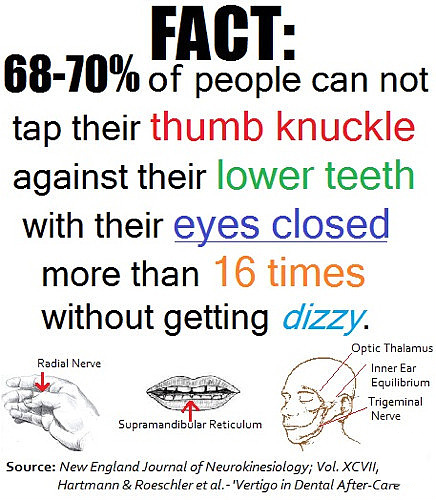 FACT:
68-70% of people can not
tap their thumb knuckle
against their lower teeth
with their eyes closed
more than 16 times
without getting dizzy.
Radial Nerve
Supramandibular Reticulum
Optic Thalamus
Inner Ear
Equilibrium
Trigeminal
Nerve
Source: New England Journal of Neurokinesiology; Vol. XCVII,
Hartmann & Roeschler et al.- 'Vertigo in Dental After-Care